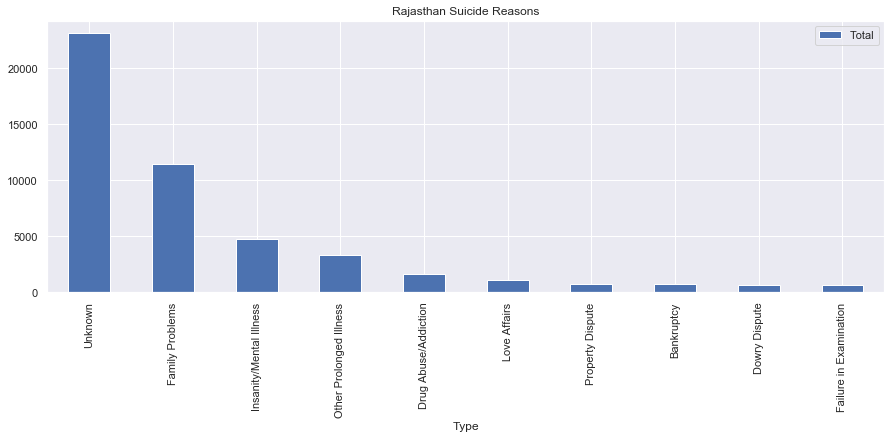 Rajasthan Suicide Reasons
Total
20000
15000
10000
5000
0
Unknown
Family Problems
Insanity/Mental Illness
Other Prolonged Illness
Drug Abuse/Addiction
Love Affairs
Property Dispute
Bankruptcy
Dowry Dispute
Failure in Examination
Type